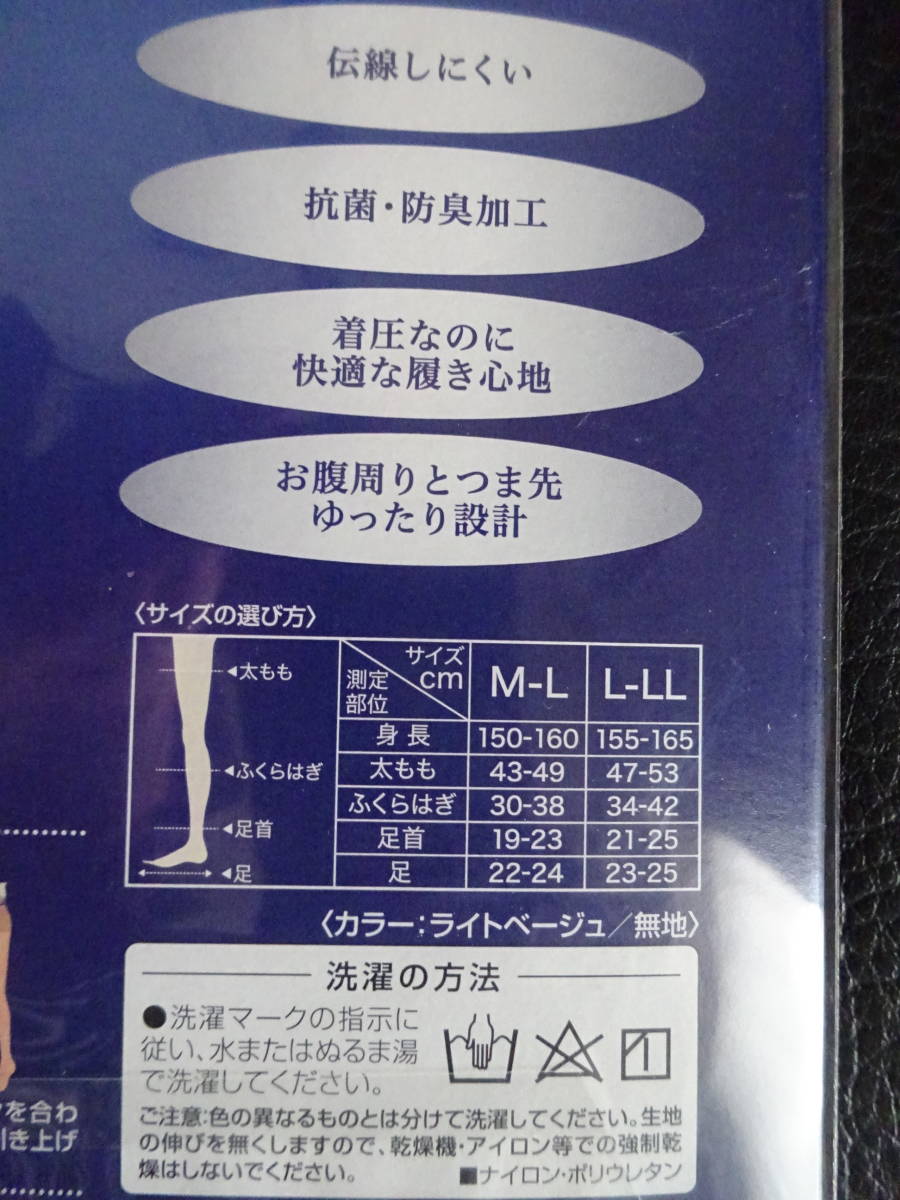 伝線しにくい
抗菌・防臭加工
着圧なのに
快適な履き心地
お腹周りとつま先
ゆったり設計
〈サイズの選び方〉
◀太もも
◀ふくらはぎ
◀足首
◀足
サイズ
cm
測定
部位
M-L
L-LL
身長 150-160 155-165
太もも 43-49 47-53
ふくらはぎ 30-38 34-42
足首 19-23 21-25
足 22-24 23-25
〈カラー：ライトベージュ／無地〉
洗濯の方法
●洗濯マークの指示に
従い、水またはぬるま湯
で洗濯してください。
ご注意:色の異なるものとは分けて洗濯してください。生地
の伸びを無くしますので、乾燥機・アイロン等での強制乾
燥はしないでください。
■ナイロン・ポリウレタン
を合わ
き上げ